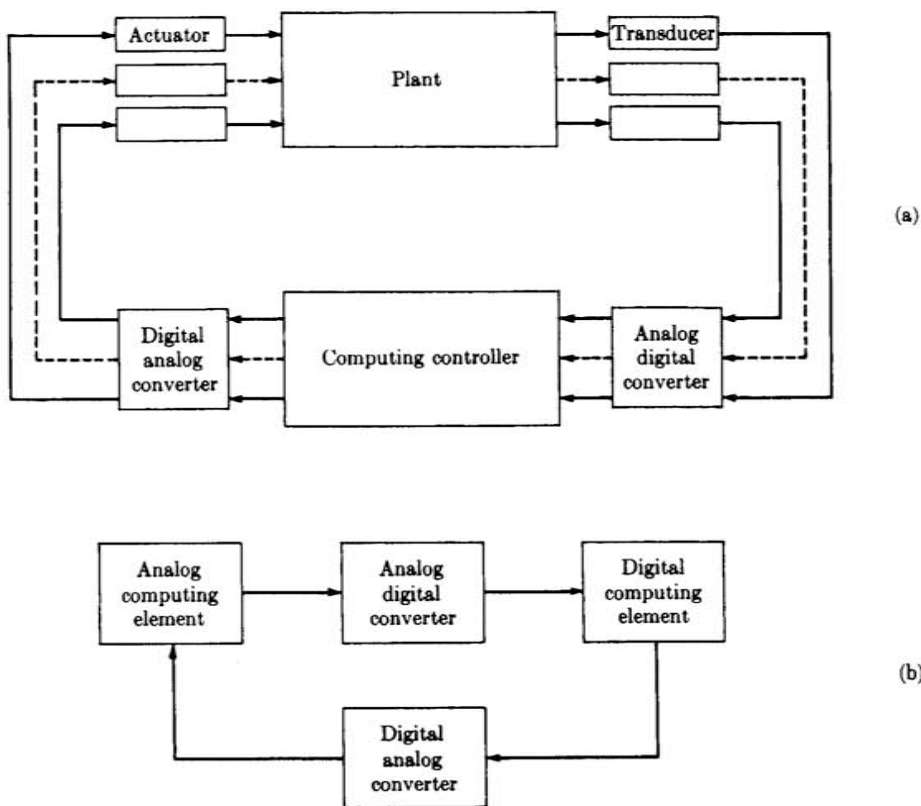 Actuator
Transducer
Plant
(a)
Digital
analog
converter
Computing controller
Analog
digital
converter
Analog
computing
element
Analog
digital
converter
Digital
computing
element
(b)
Digital
analog
converter